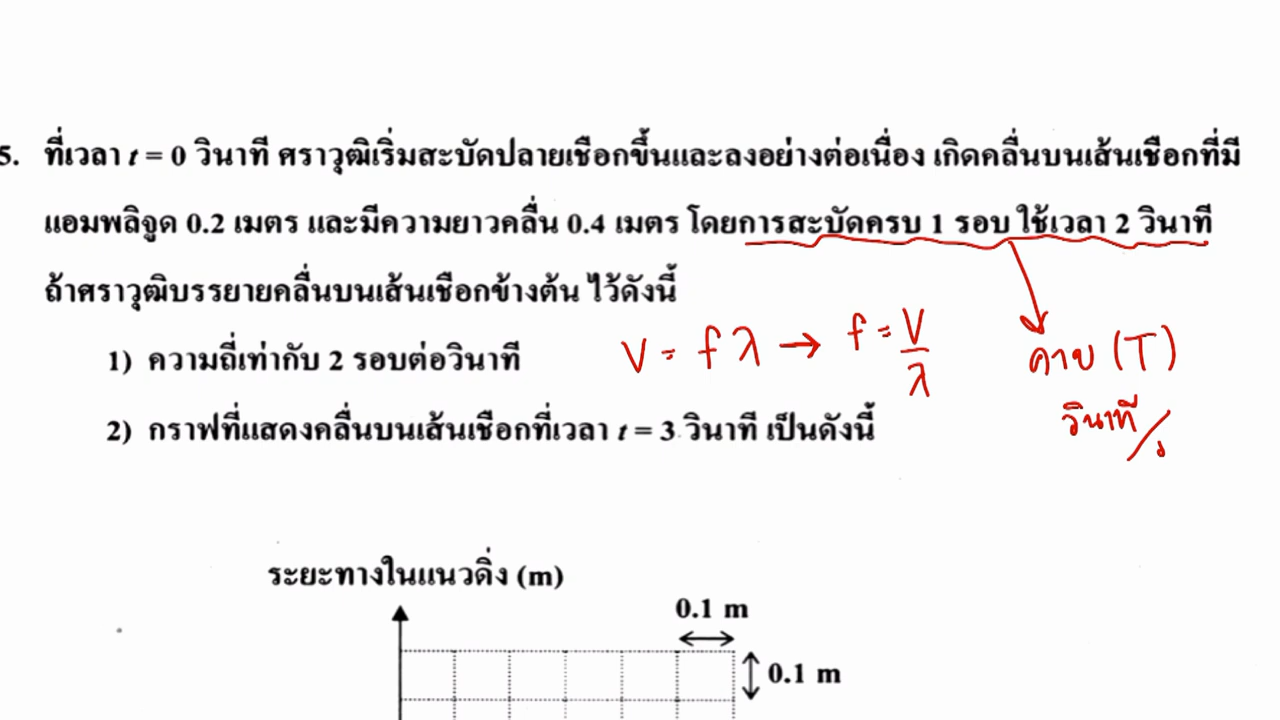 5. ที่เวลา t = 0 วินาที ศราวุฒิเริ่มสะบัดปลายเชือกขึ้นและลงอย่างต่อเนื่อง เกิดคลื่นบนเส้นเชือกที่มี
แอมพลิจูด 0.2 เมตร และมีความยาวคลื่น 0.4 เมตร โดยการสะบัดครบ 1 รอบ ใช้เวลา 2 วินาที
ถ้าศราวุฒิบรรยายคลื่นบนเส้นเชือกข้างต้น ไว้ดังนี้
1) ความถี่เท่ากับ 2 รอบต่อวินาที
V = fλ → f = V/λ
คาบ (T)
วินาที/
2) กราฟที่แสดงคลื่นบนเส้นเชือกที่เวลา t = 3 วินาที เป็นดังนี้
ระยะทางในแนวดิ่ง (m)
0.1 m
0.1 m